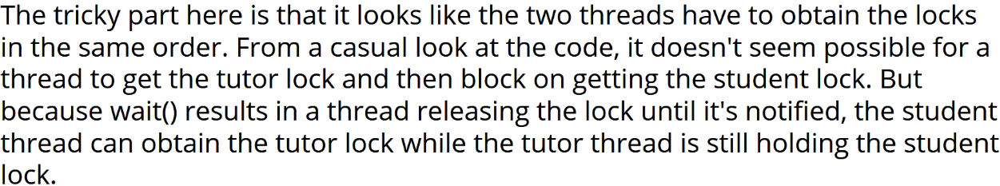 The tricky part here is that it looks like the two threads have to obtain the locks
in the same order. From a casual look at the code, it doesn't seem possible for a
thread to get the tutor lock and then block on getting the student lock. But
because wait() results in a thread releasing the lock until it's notified, the student
thread can obtain the tutor lock while the tutor thread is still holding the student
lock.